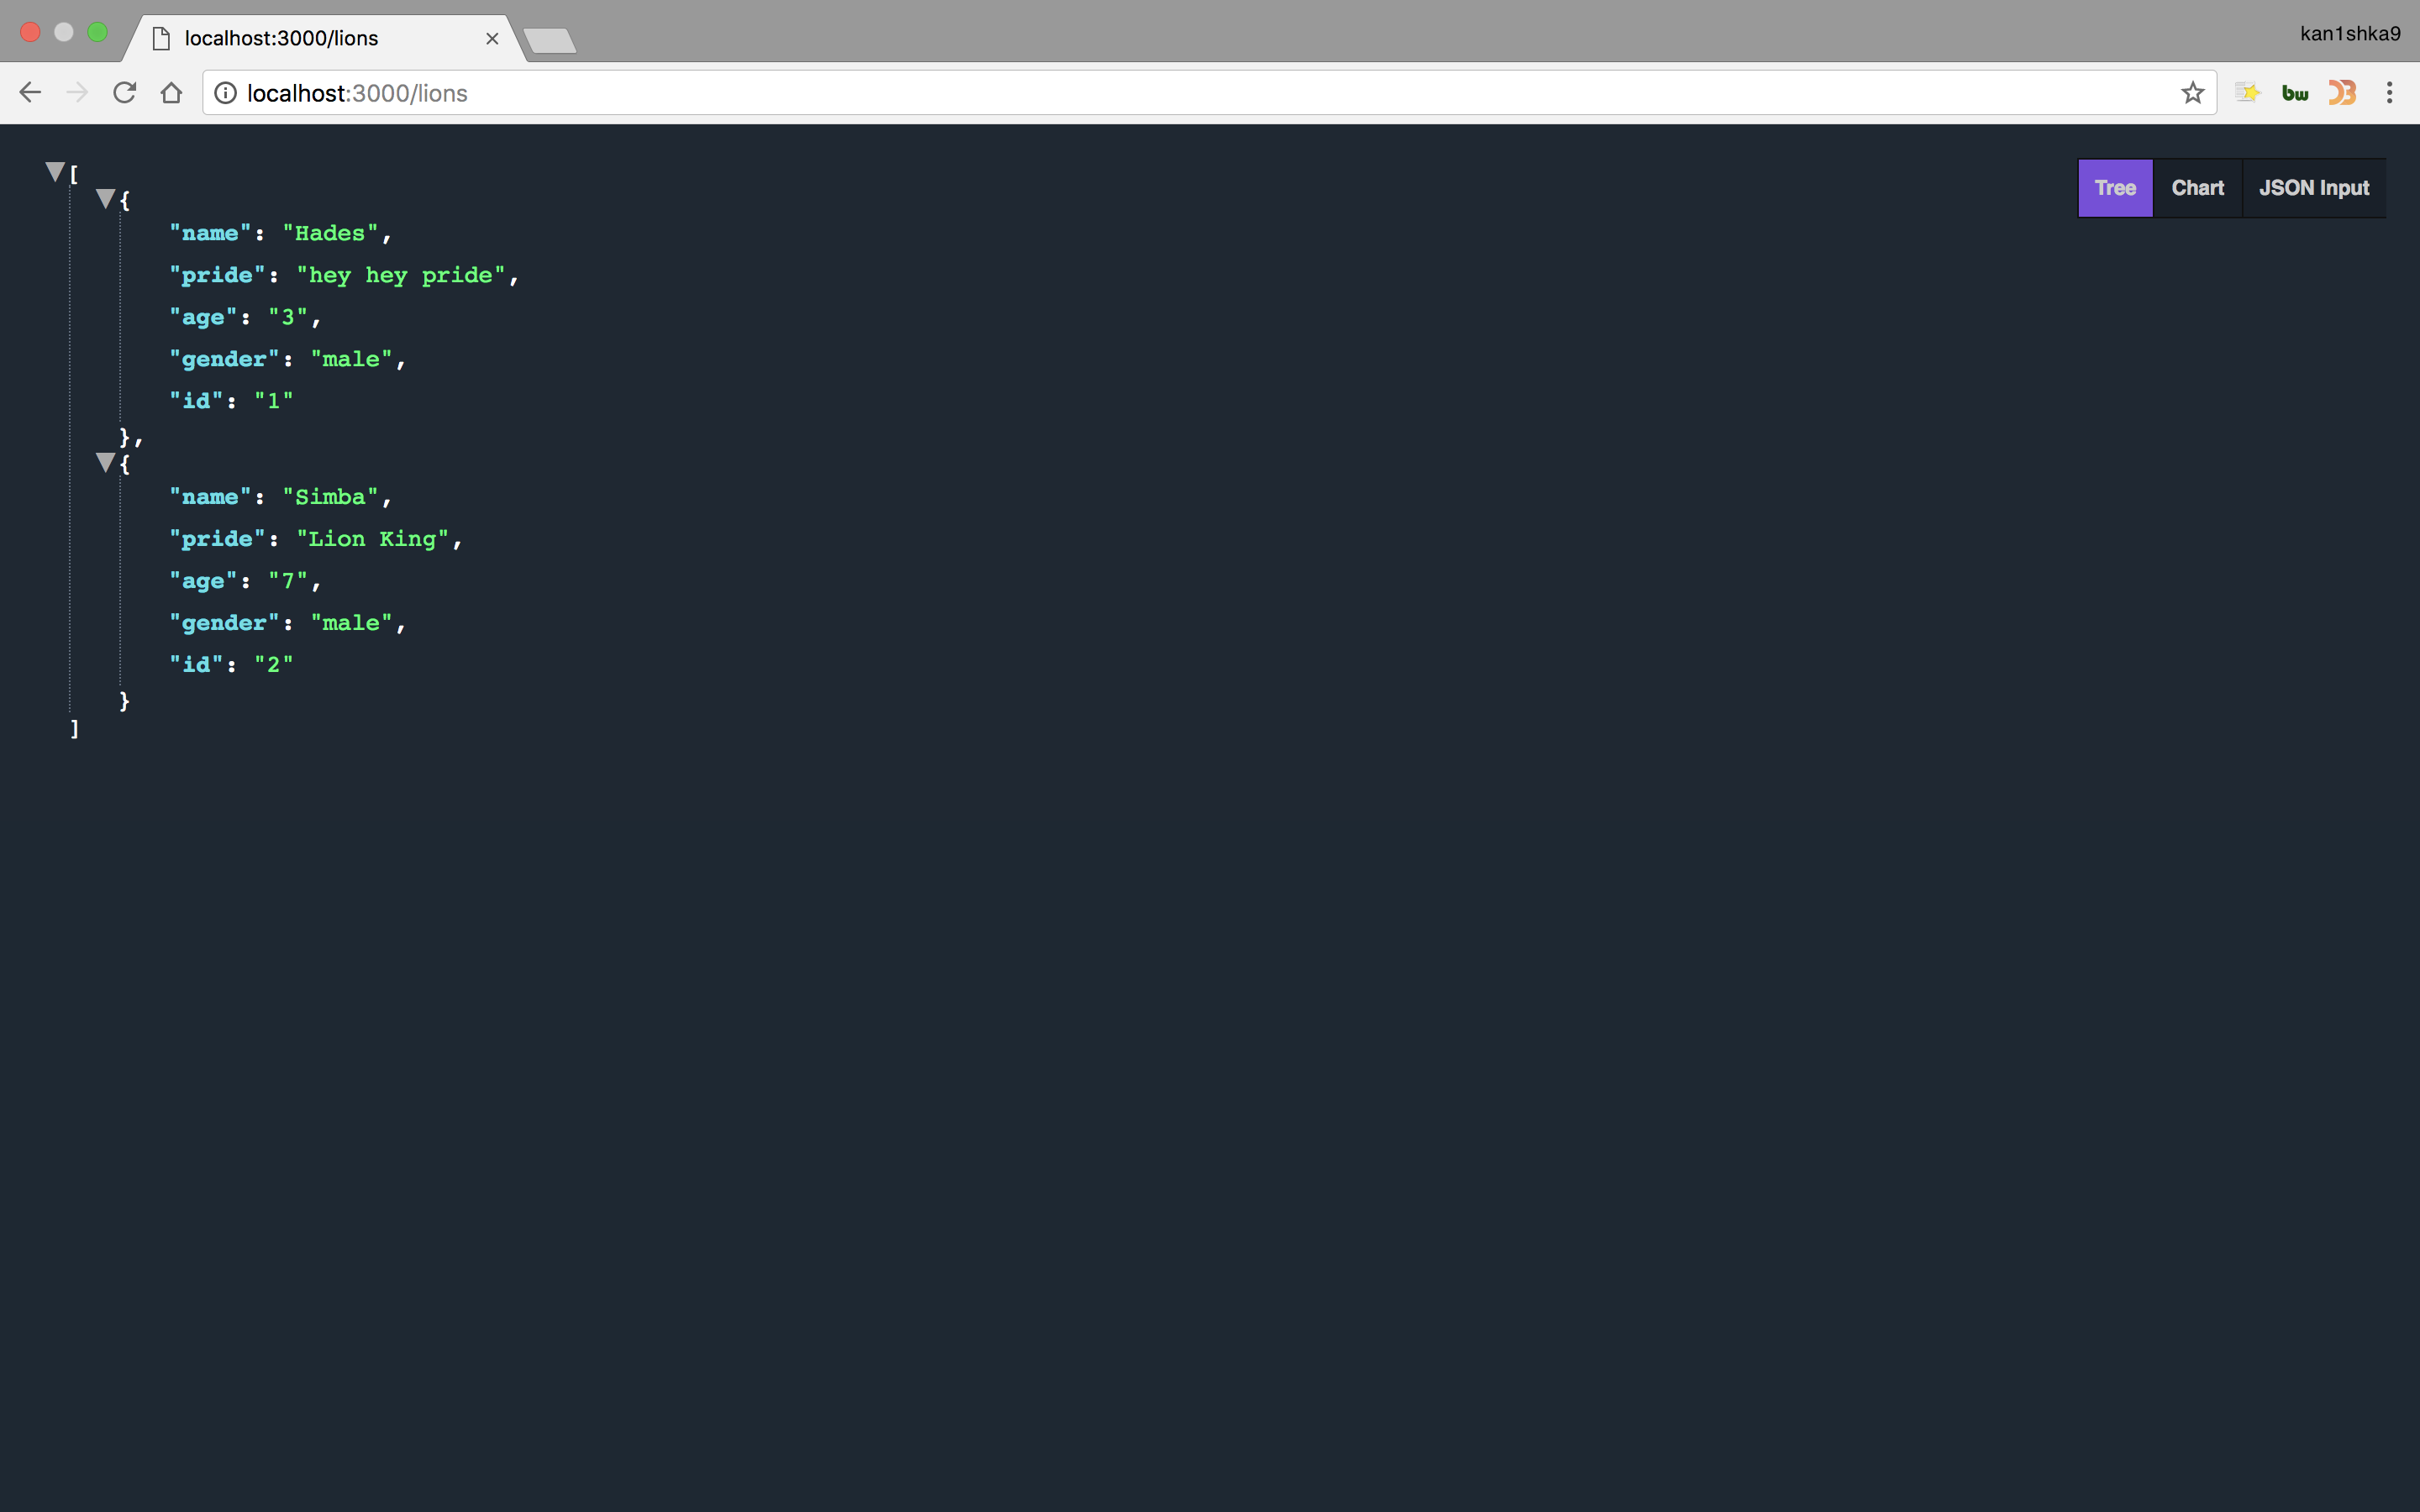 localhost:3000/lions
kan1shka9
localhost:3000/lions
bw
[
{
"name": "Hades",
"pride": "hey hey pride",
"age": "3",
"gender": "male",
"id": "1"
},
{
"name": "Simba",
"pride": "Lion King",
"age": "7",
"gender": "male",
"id": "2"
}
]
Tree Chart JSON Input